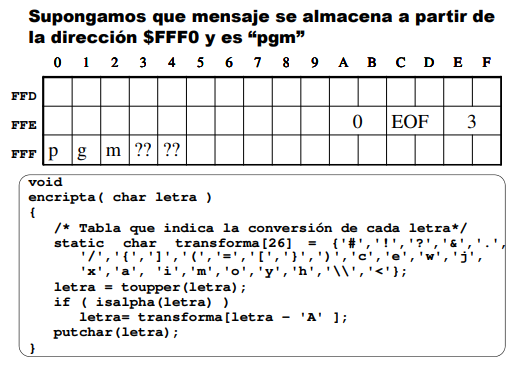 Supongamos que mensaje se almacena a partir de
la dirección $FFF0 y es “pgm”
0 1 2 3 4 5 6 7 8 9 A B C D E F
FFD
FFE 0 EOF 3
FFF p g m ?? ??
void
encripta( char letra )
{
/* Tabla que indica la conversión de cada letra*/
static char transforma[26] = {'#','!','?','&','.',
'/','{',']','(','=','[','}',')','c','e','w','j',
'x','a', 'i','m','o','y','h','\\','<'};
letra = toupper(letra);
if ( isalpha(letra) )
letra= transforma[letra - 'A' ];
putchar(letra);
}